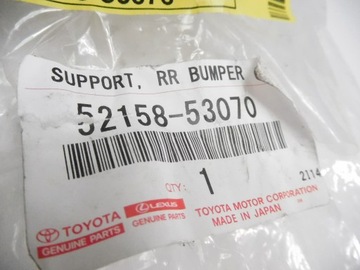 SUPPORT, RR BUMPER
52158-53070
QTY: 1
2114
TOYOTA
GENUINE PARTS
LEXUS
GENUINE PARTS
TOYOTA MOTOR CORPORATION
MADE IN JAPAN